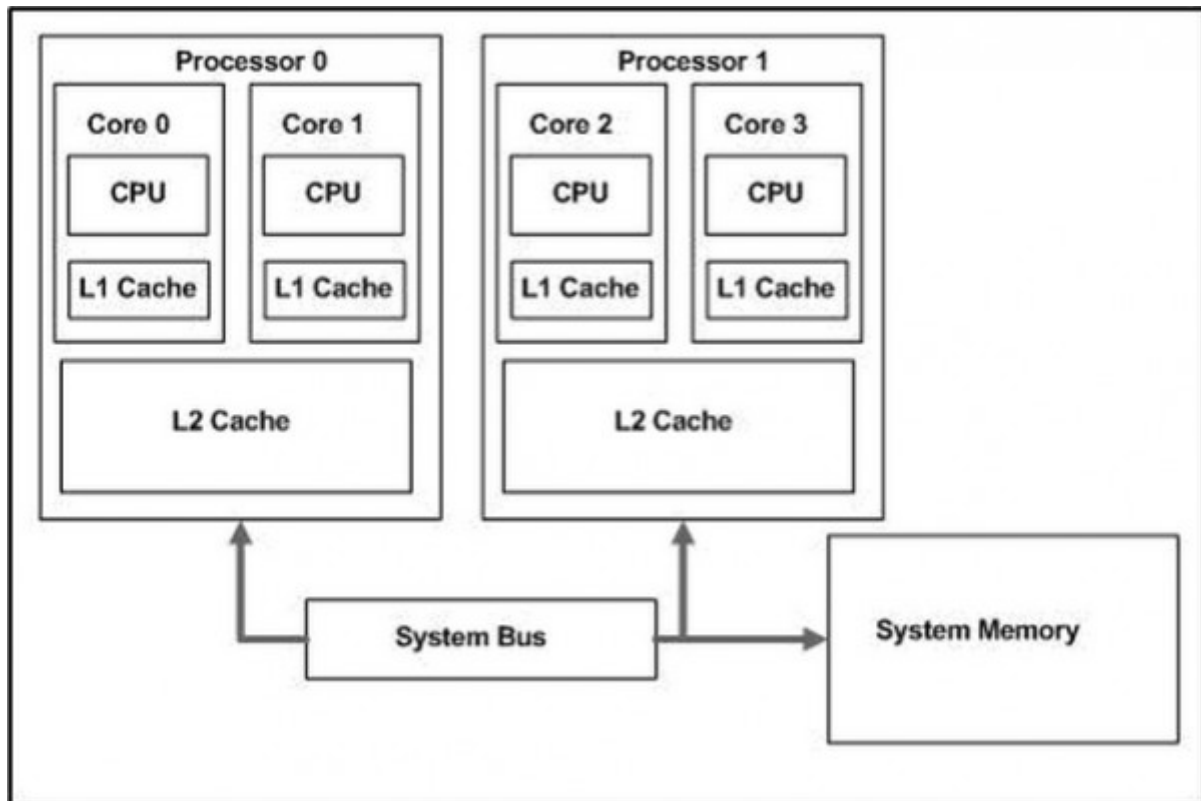 Processor 0
Core 0
CPU
L1 Cache
Core 1
CPU
L1 Cache
L2 Cache
Processor 1
Core 2
CPU
L1 Cache
Core 3
CPU
L1 Cache
L2 Cache
System Bus
System Memory